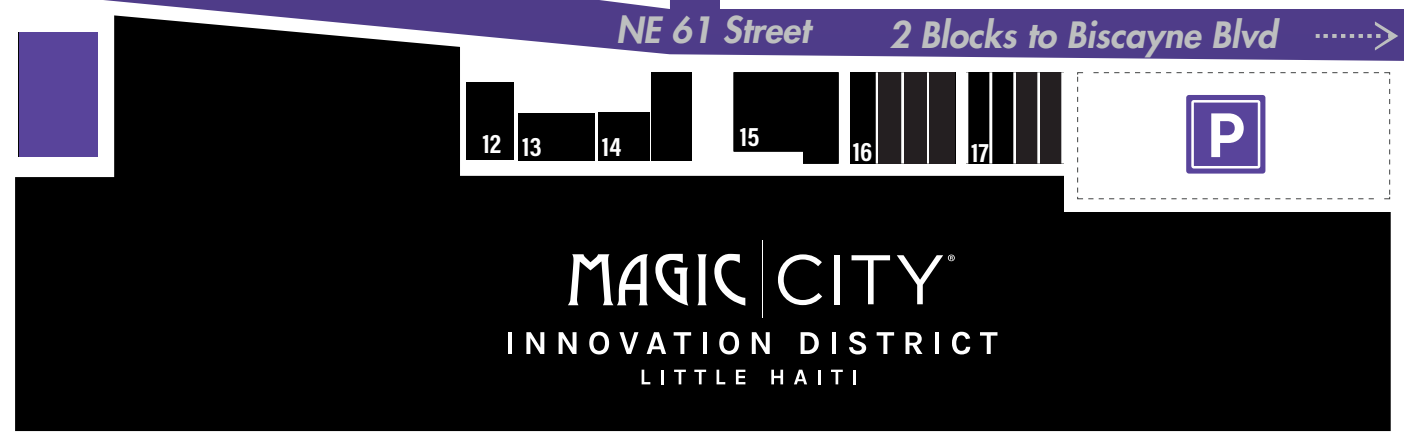 NE 61 Street
2 Blocks to Biscayne Blvd
12
13
14
15
16
17
P
MAGIC CITY®
INNOVATION DISTRICT
LITTLE HAITI